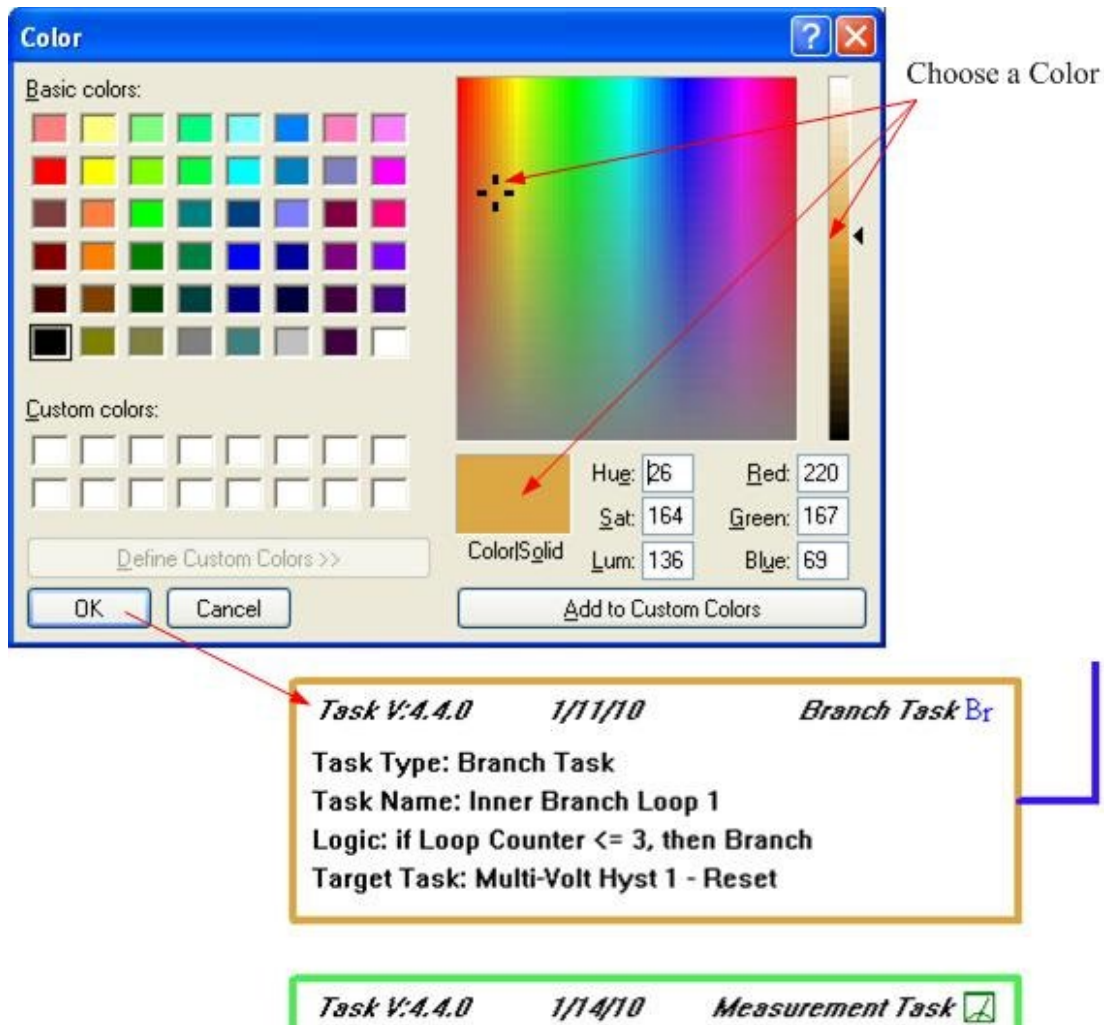 Color
Choose a Color
Basic colors:
Custom colors:
Define Custom Colors >>
OK
Cancel
Color|Solid
Hue: 26
Sat: 164
Lum: 136
Red: 220
Green: 167
Blue: 69
Add to Custom Colors
Task V:4.4.0 1/11/10 Branch Task Br
Task Type: Branch Task
Task Name: Inner Branch Loop 1
Logic: if Loop Counter <= 3, then Branch
Target Task: Multi-Volt Hyst 1 - Reset
Task V:4.4.0 1/14/10 Measurement Task